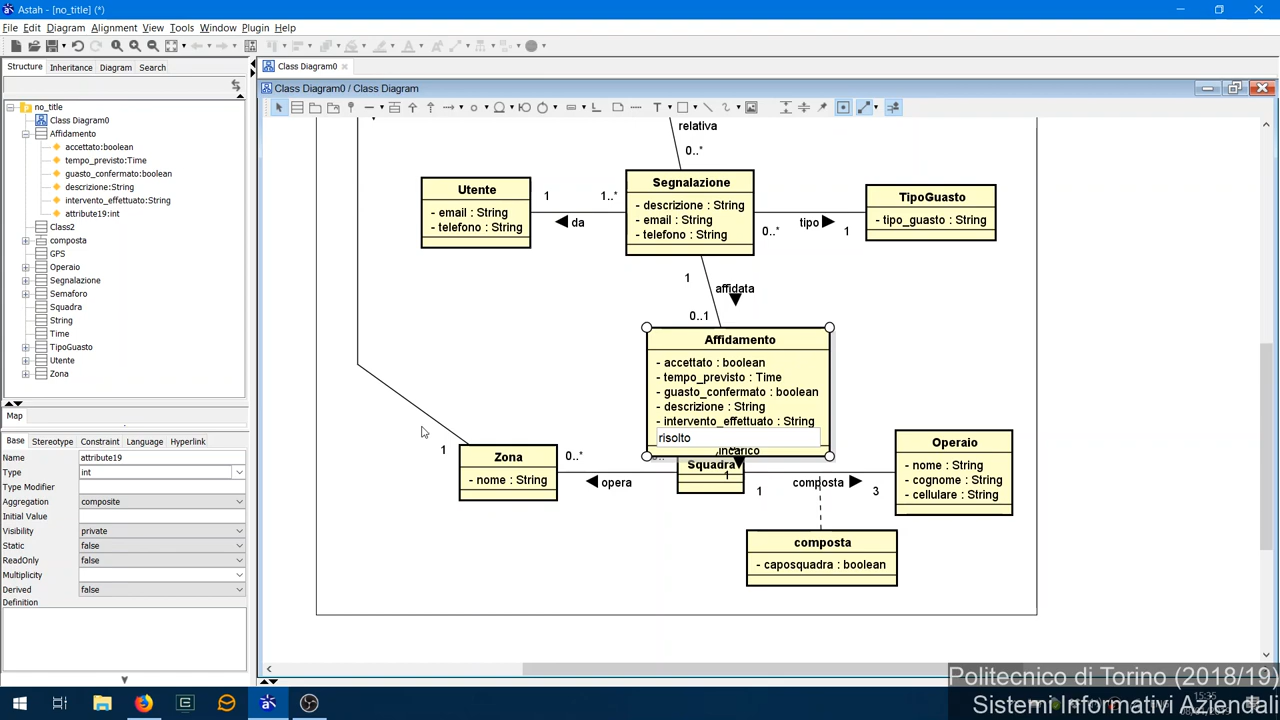 Astah - [no_title] (*)
File Edit Diagram Alignment View Tools Window Plugin Help
Structure Inheritance Diagram Search
no_title
Class Diagram0
Affidamento
accettato:boolean
tempo_previsto:Time
guasto_confermato:boolean
descrizione:String
intervento_effettuato:String
attribute19:int
Class2
composta
GPS
Operaio
Segnalazione
Semaforo
Squadra
String
Time
TipoGuasto
Utente
Zona
Map
Base Stereotype Constraint Language Hyperlink
Name attribute19
Type int
Type Modifier
Aggregation composite
Initial Value
Visibility private
Static false
ReadOnly false
Multiplicity
Derived false
Definition
Class Diagram0
Class Diagram0 / Class Diagram
relativa
0..*
Utente
- email : String
- telefono : String
1
1..*
da
Segnalazione
- descrizione : String
- email : String
- telefono : String
0..*
tipo
1
TipoGuasto
- tipo_guasto : String
1
affidata
0..1
Affidamento
- accettato : boolean
- tempo_previsto : Time
- guasto_confermato : boolean
- descrizione : String
- intervento_effettuato : String
risolto
incarico
1
Squadra
1
Zona
- nome : String
0..*
opera
1
composta
3
Operaio
- nome : String
- cognome : String
- cellulare : String
composta
- caposquadra : boolean
Politecnico di Torino (2018/19)
Sistemi Informativi Aziendali
15:35